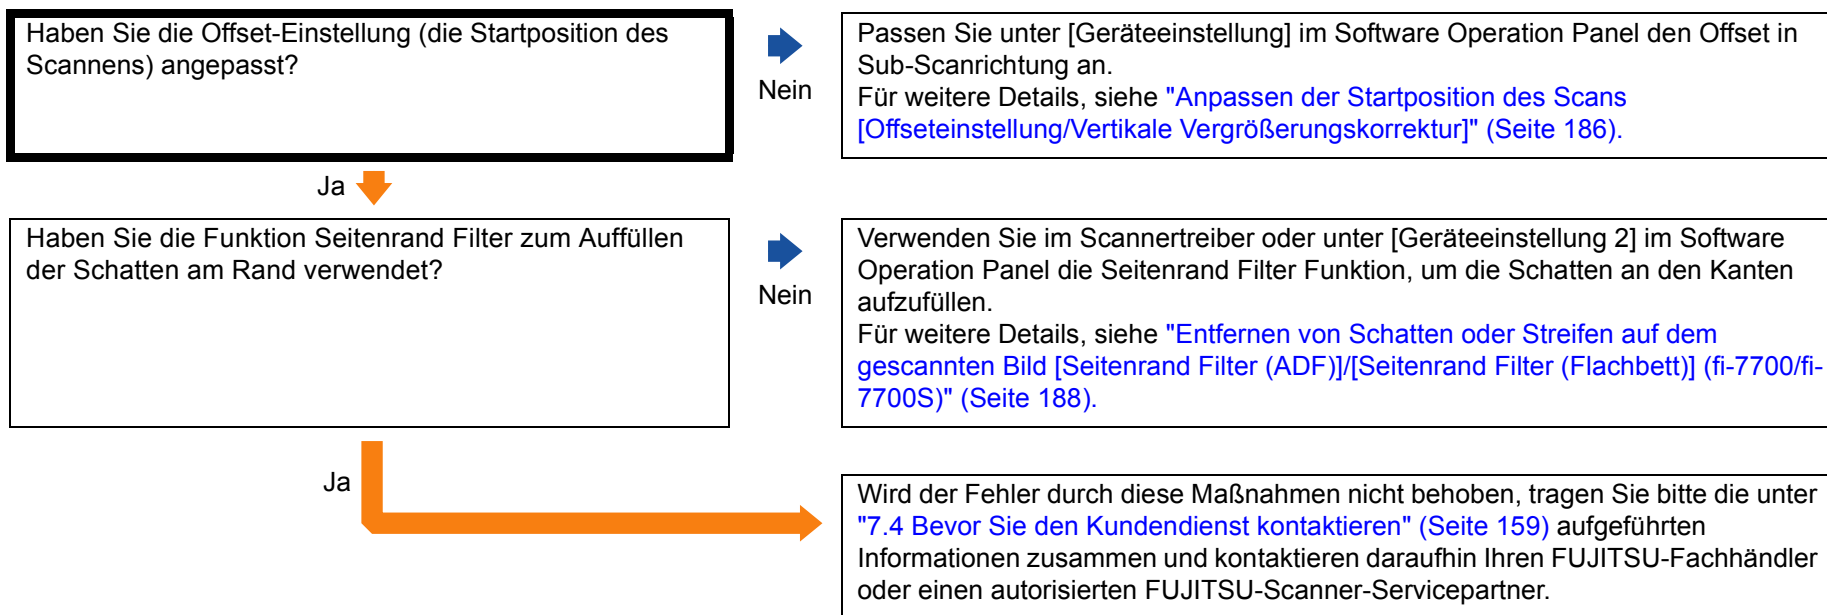 Haben Sie die Offset-Einstellung (die Startposition des
Scannens) angepasst?
Nein
Passen Sie unter [Geräteeinstellung] im Software Operation Panel den Offset in
Sub-Scanrichtung an.
Für weitere Details, siehe "Anpassen der Startposition des Scans
[Offseteinstellung/Vertikale Vergrößerungskorrektur]" (Seite 186).
Ja
Haben Sie die Funktion Seitenrand Filter zum Auffüllen
der Schatten am Rand verwendet?
Nein
Verwenden Sie im Scannertreiber oder unter [Geräteeinstellung 2] im Software
Operation Panel die Seitenrand Filter Funktion, um die Schatten an den Kanten
aufzufüllen.
Für weitere Details, siehe "Entfernen von Schatten oder Streifen auf dem
gescannten Bild [Seitenrand Filter (ADF)]/[Seitenrand Filter (Flachbett)] (fi-7700/fi-
7700S)" (Seite 188).
Ja
Wird der Fehler durch diese Maßnahmen nicht behoben, tragen Sie bitte die unter
"7.4 Bevor Sie den Kundendienst kontaktieren" (Seite 159) aufgeführten
Informationen zusammen und kontaktieren daraufhin Ihren FUJITSU-Fachhändler
oder einen autorisierten FUJITSU-Scanner-Servicepartner.